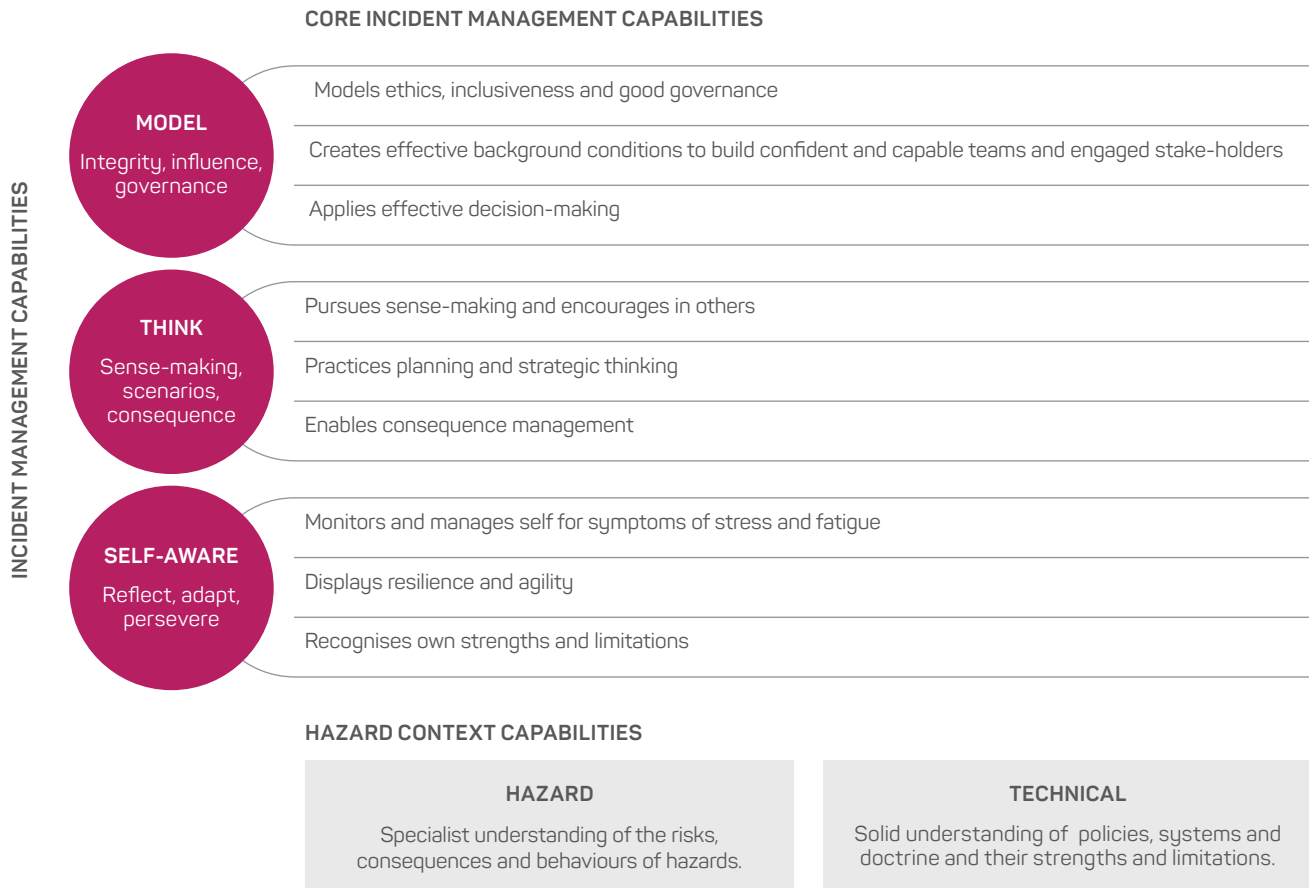 CORE INCIDENT MANAGEMENT CAPABILITIES
INCIDENT MANAGEMENT CAPABILITIES
MODEL
Integrity, influence,
governance
Models ethics, inclusiveness and good governance
Creates effective background conditions to build confident and capable teams and engaged stake-holders
Applies effective decision-making
THINK
Sense-making,
scenarios,
consequence
Pursues sense-making and encourages in others
Practices planning and strategic thinking
Enables consequence management
SELF-AWARE
Reflect, adapt,
persevere
Monitors and manages self for symptoms of stress and fatigue
Displays resilience and agility
Recognises own strengths and limitations
HAZARD CONTEXT CAPABILITIES
HAZARD
Specialist understanding of the risks,
consequences and behaviours of hazards.
TECHNICAL
Solid understanding of policies, systems and
doctrine and their strengths and limitations.